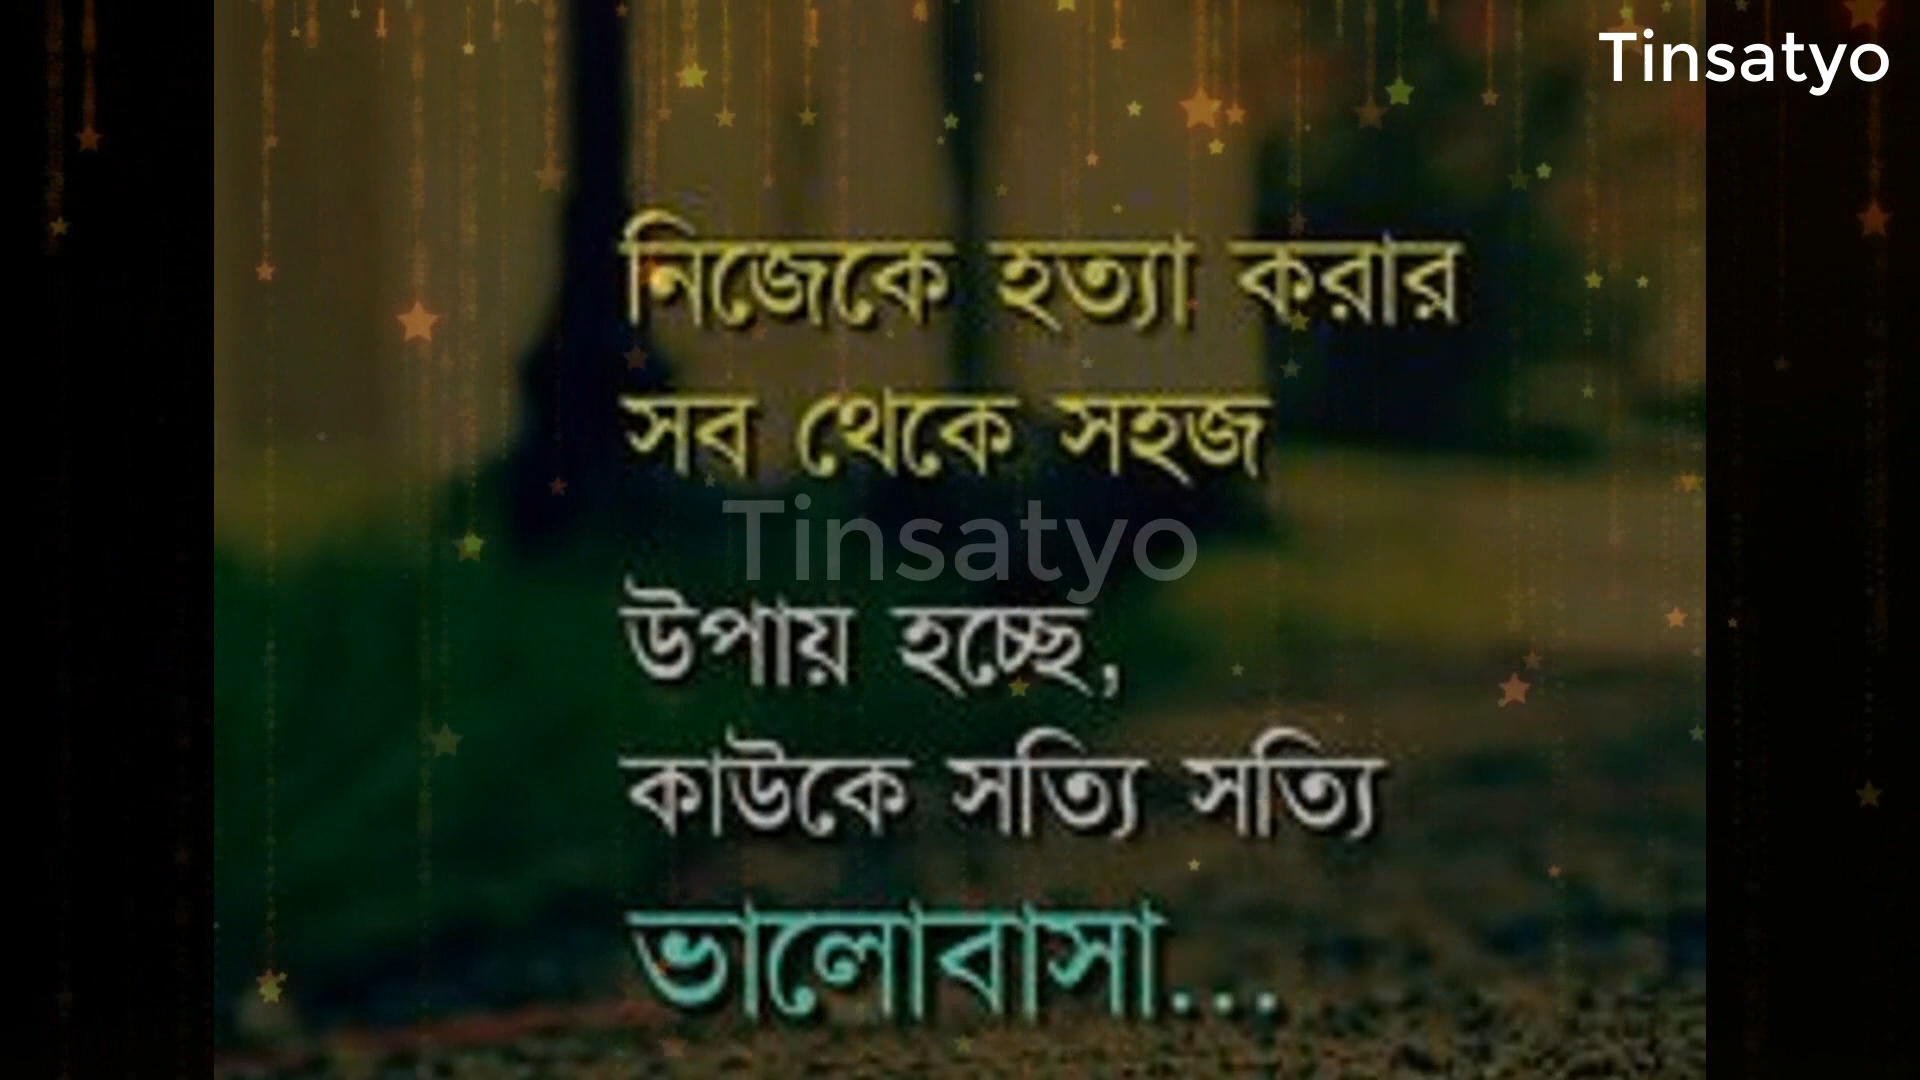 Tinsatyo
নিজেকে হত্যা করার
সব থেকে সহজ
Tinsatyo
উপায় হচ্ছে,
কাউকে সত্যি সত্যি
ভালোবাসা...